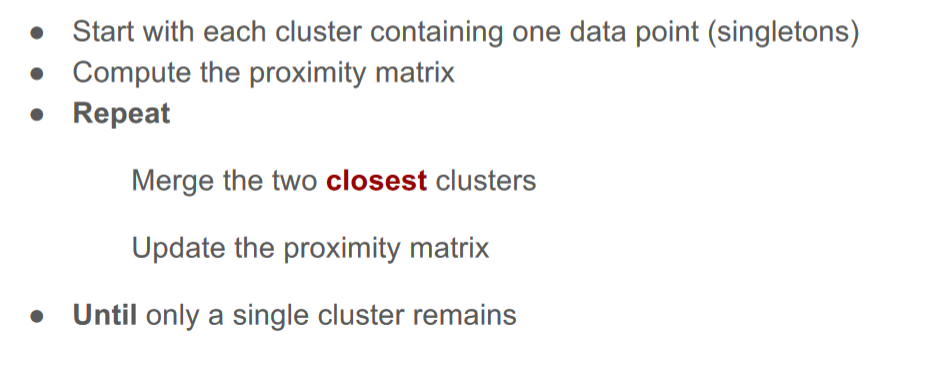 ● Start with each cluster containing one data point (singletons)
● Compute the proximity matrix
● Repeat
Merge the two closest clusters
Update the proximity matrix
● Until only a single cluster remains